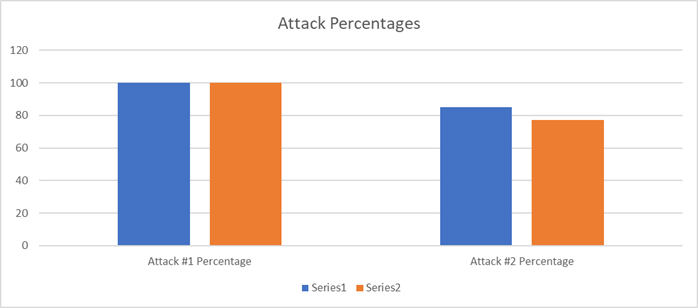 Attack Percentages
120
100
80
60
40
20
0
Attack #1 Percentage
Attack #2 Percentage
Series1
Series2